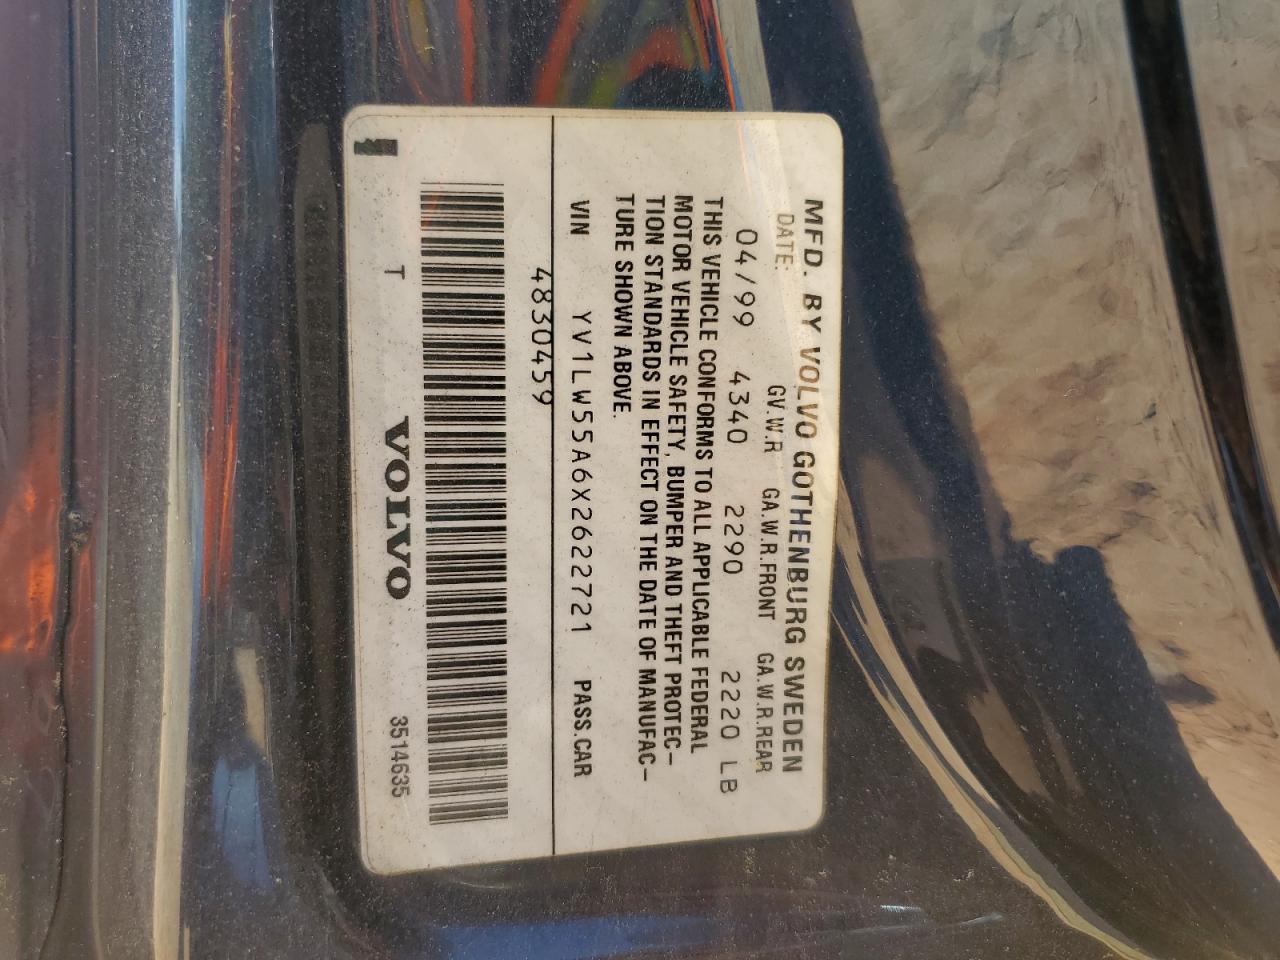 MFD. BY VOLVO GOTHENBURG SWEDEN
DATE: GV.W.R GA.W.R.FRONT GA.W.R.REAR
04/99 4340 2290 2220 LB
THIS VEHICLE CONFORMS TO ALL APPLICABLE FEDERAL
MOTOR VEHICLE SAFETY, BUMPER AND THEFT PROTEC-
TION STANDARDS IN EFFECT ON THE DATE OF MANUFAC-
TURE SHOWN ABOVE.
VIN YV1LW55A6X2622721 PASS.CAR
4830459
T VOLVO 3514635